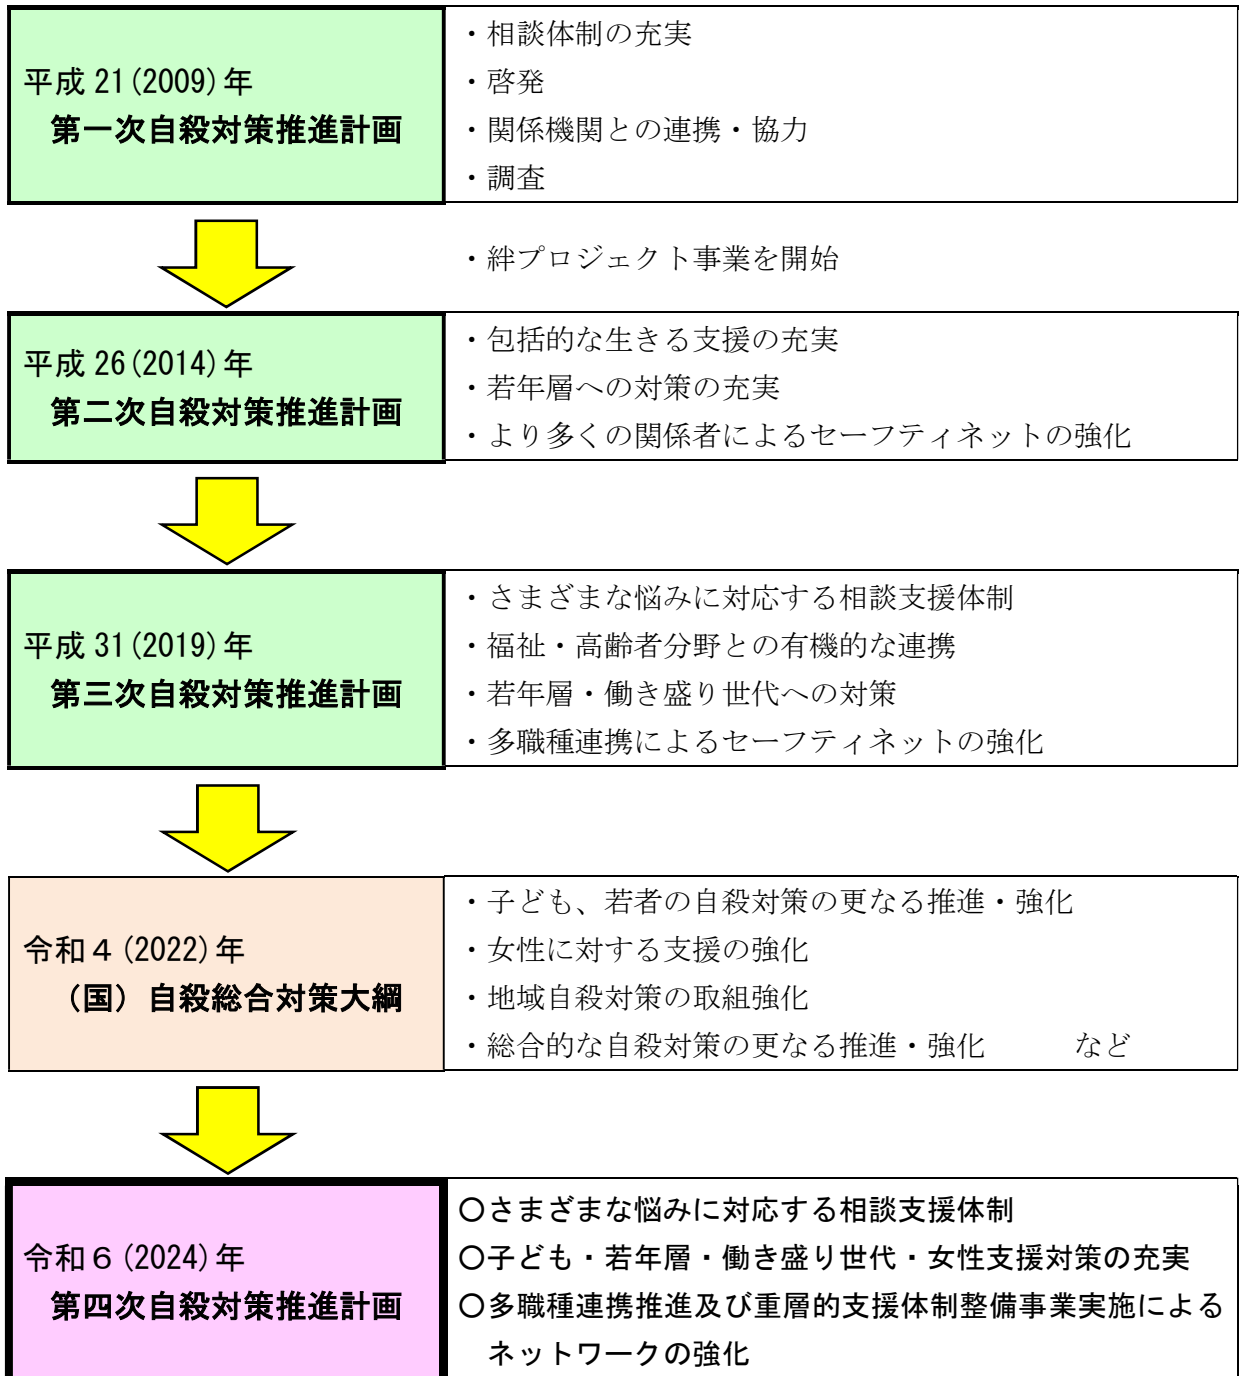 平成 21(2009)年
第一次自殺対策推進計画
・相談体制の充実
・啓発
・関係機関との連携・協力
・調査
・絆プロジェクト事業を開始
平成 26(2014)年
第二次自殺対策推進計画
・包括的な生きる支援の充実
・若年層への対策の充実
・より多くの関係者によるセーフティネットの強化
平成 31(2019)年
第三次自殺対策推進計画
・さまざまな悩みに対応する相談支援体制
・福祉・高齢者分野との有機的な連携
・若年層・働き盛り世代への対策
・多職種連携によるセーフティネットの強化
令和４(2022)年
（国）自殺総合対策大綱
・子ども、若者の自殺対策の更なる推進・強化
・女性に対する支援の強化
・地域自殺対策の取組強化
・総合的な自殺対策の更なる推進・強化　　　など
令和６(2024)年
第四次自殺対策推進計画
〇さまざまな悩みに対応する相談支援体制
〇子ども・若年層・働き盛り世代・女性支援対策の充実
〇多職種連携推進及び重層的支援体制整備事業実施による
ネットワークの強化